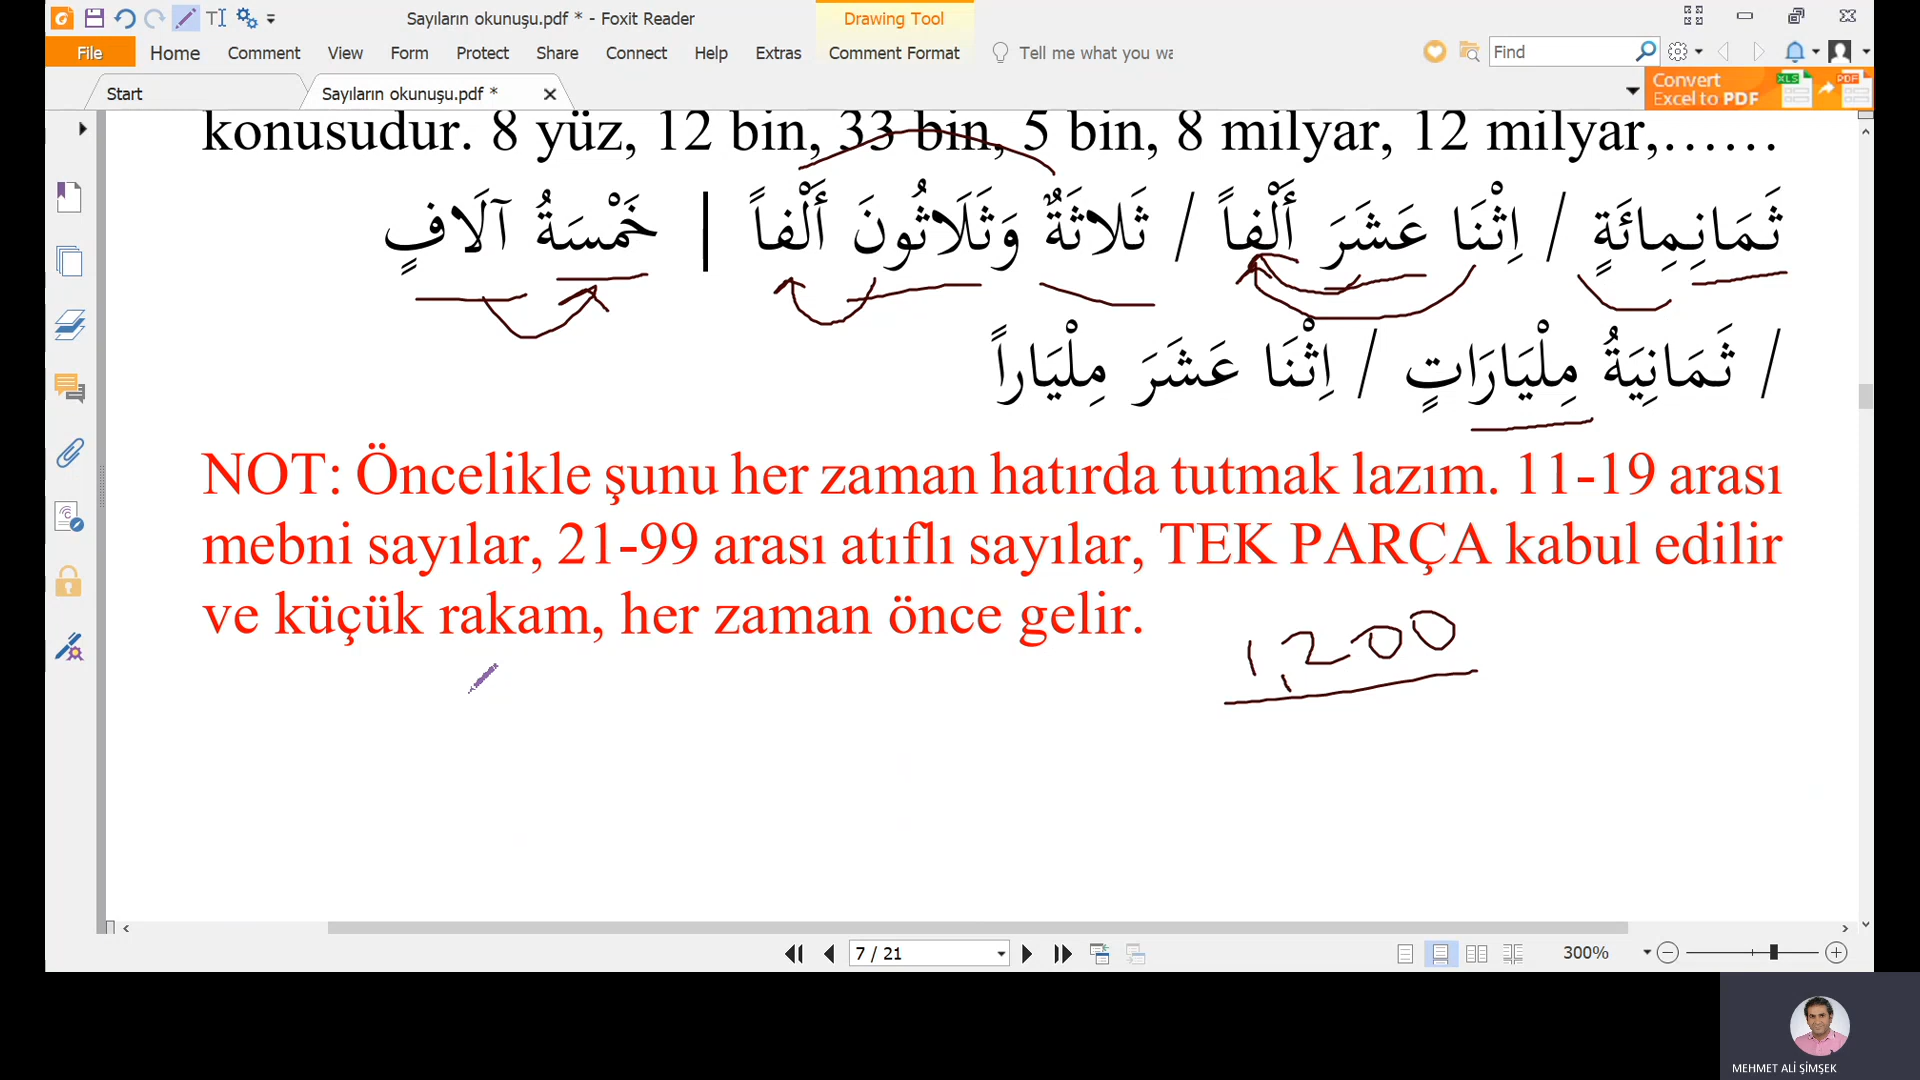 Sayıların okunuşu.pdf * - Foxit Reader
Drawing Tool
File Home Comment View Form Protect Share Connect Help Extras Comment Format Tell me what you wa Find
Start Sayıların okunuşu.pdf *
Convert Excel to PDF
konusudur. 8 yüz, 12 bin, 33 bin, 5 bin, 8 milyar, 12 milyar,……
ثَمَانِمِائَةٍ / اِثْنَا عَشَرَ أَلْفاً / ثَلاثَةٌ وَثَلَاثُونَ أَلْفاً | خَمْسَةُ آلَافٍ
/ ثَمَانِيَةُ مِلْيَارَاتٍ / اِثْنَا عَشَرَ مِلْيَاراً
NOT: Öncelikle şunu her zaman hatırda tutmak lazım. 11-19 arası
mebni sayılar, 21-99 arası atıflı sayılar, TEK PARÇA kabul edilir
ve küçük rakam, her zaman önce gelir.
1,200
7 / 21
300%
MEHMET ALİ ŞİMŞEK